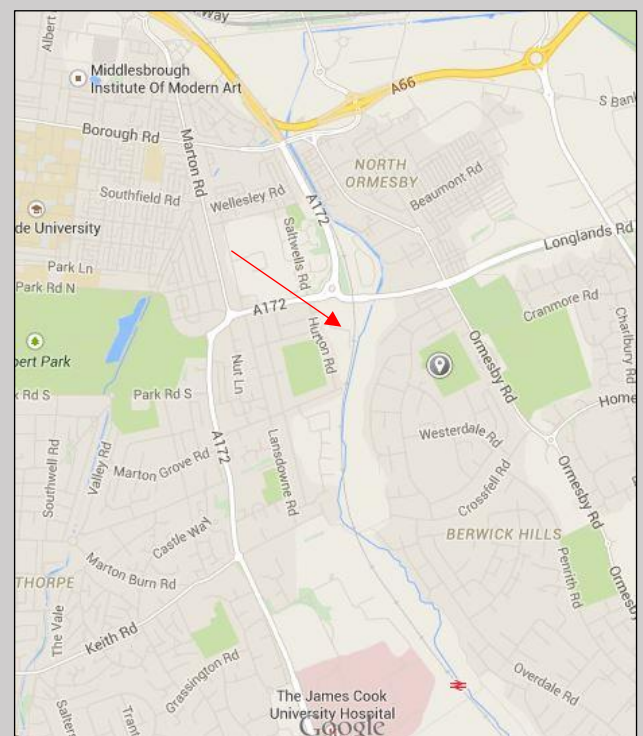 Albert
Way
Middlesbrough
Institute Of Modern Art
A66
S Bank
Borough Rd
Marton Rd
NORTH
ORMESBY
Beaumont Rd
Southfield Rd
Wellesley Rd
A172
de University
Saltwells Rd
Longlands Rd
Park Ln
Park Rd N
A172
Cranmore Rd
Charlbury Rd
Hutton Rd
Ormesby Rd
bert Park
Nut Ln
k Rd S
Park Rd S
Home
A172
Westerdale Rd
Southwell Rd
Valley Rd
Marton Grove Rd
Lansdowne Rd
Crossfell Rd
Ormesby Rd
Castle Way
BERWICK HILLS
Marton Burn Rd
THORPE
Penrith Rd
Ormesby
The Vale
Keith Rd
Grassington Rd
Overdale Rd
The James Cook
University Hospital
Salter
Trant
Google